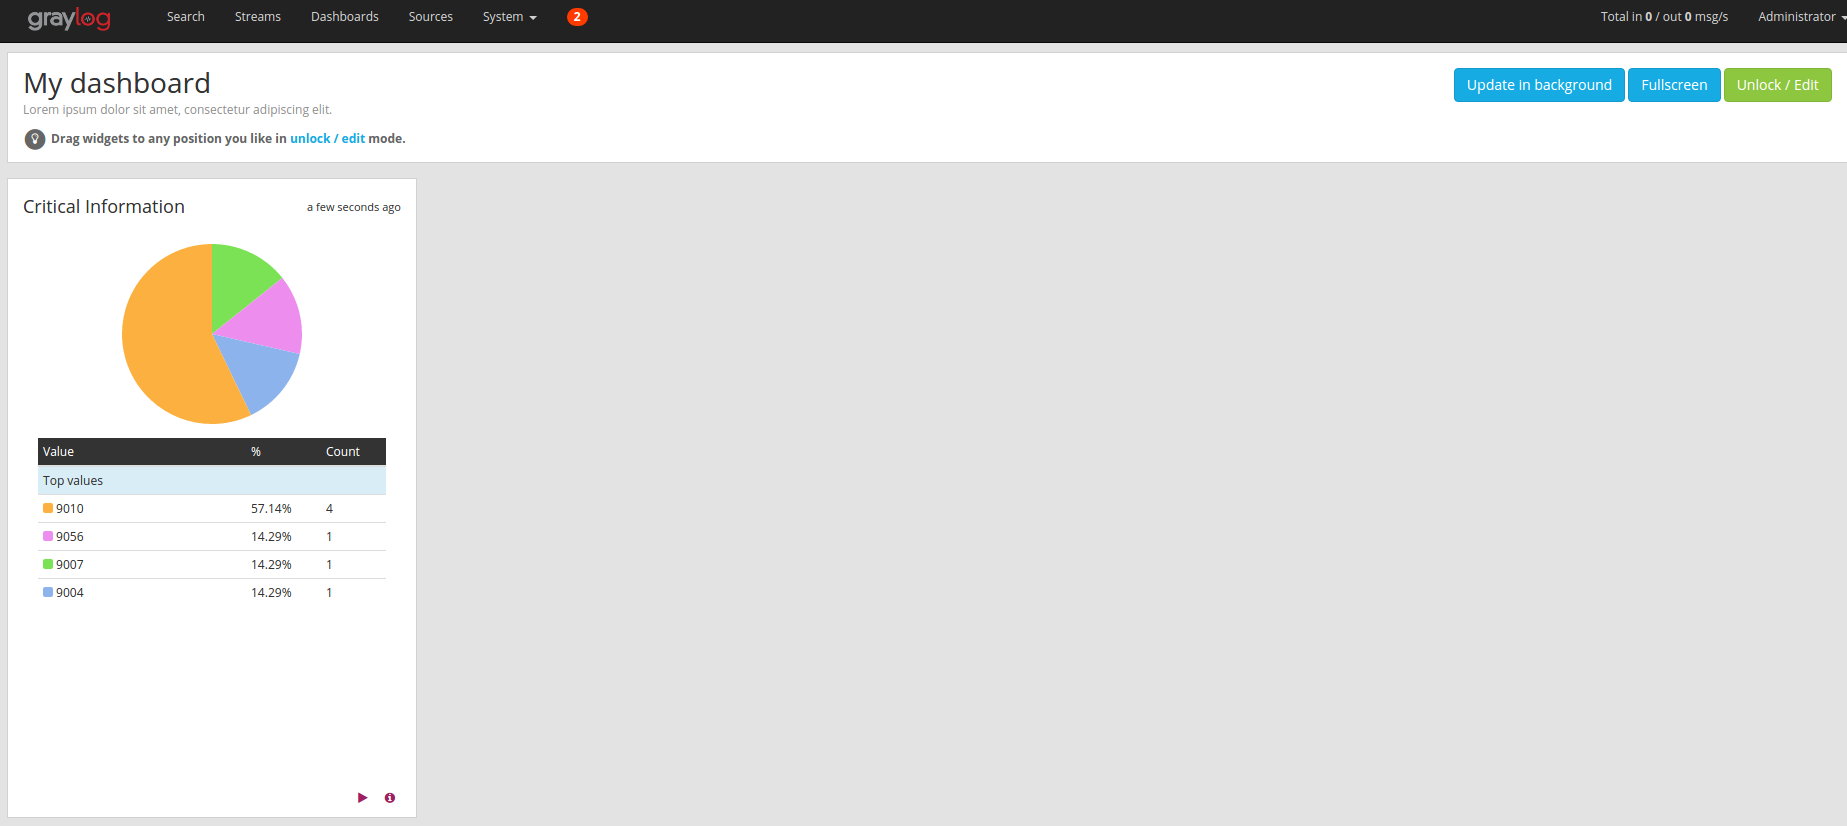 graylog Search Streams Dashboards Sources System 2 Total in 0 / out 0 msg/s Administrator
My dashboard
Update in background Fullscreen Unlock / Edit
Lorem ipsum dolor sit amet, consectetur adipiscing elit.
Drag widgets to any position you like in unlock / edit mode.
Critical Information a few seconds ago
Value % Count
Top values
9010 57.14% 4
9056 14.29% 1
9007 14.29% 1
9004 14.29% 1